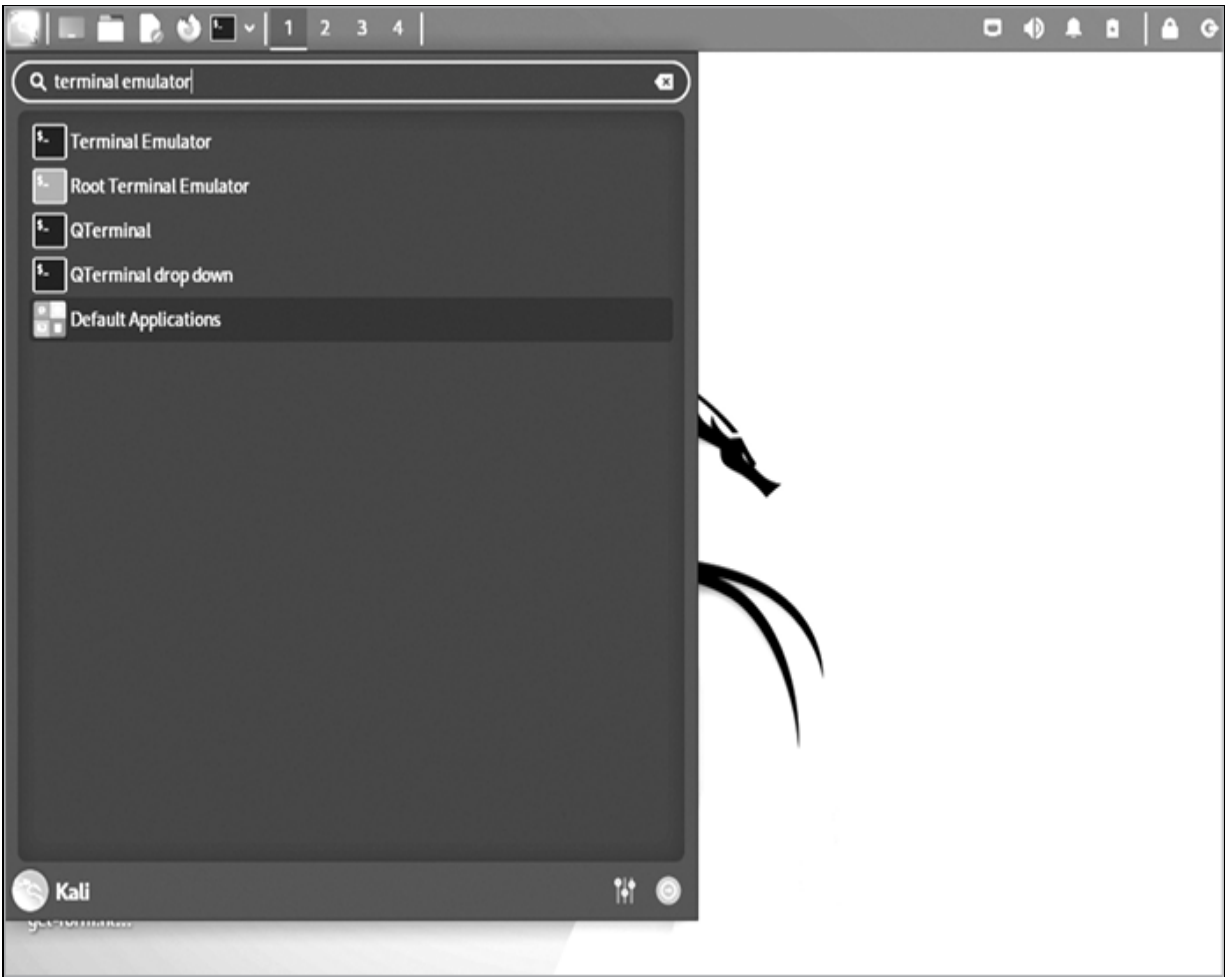 1 2 3 4
terminal emulator
$_ Terminal Emulator
$_ Root Terminal Emulator
$_ QTerminal
$_ QTerminal drop down
Default Applications
Kali